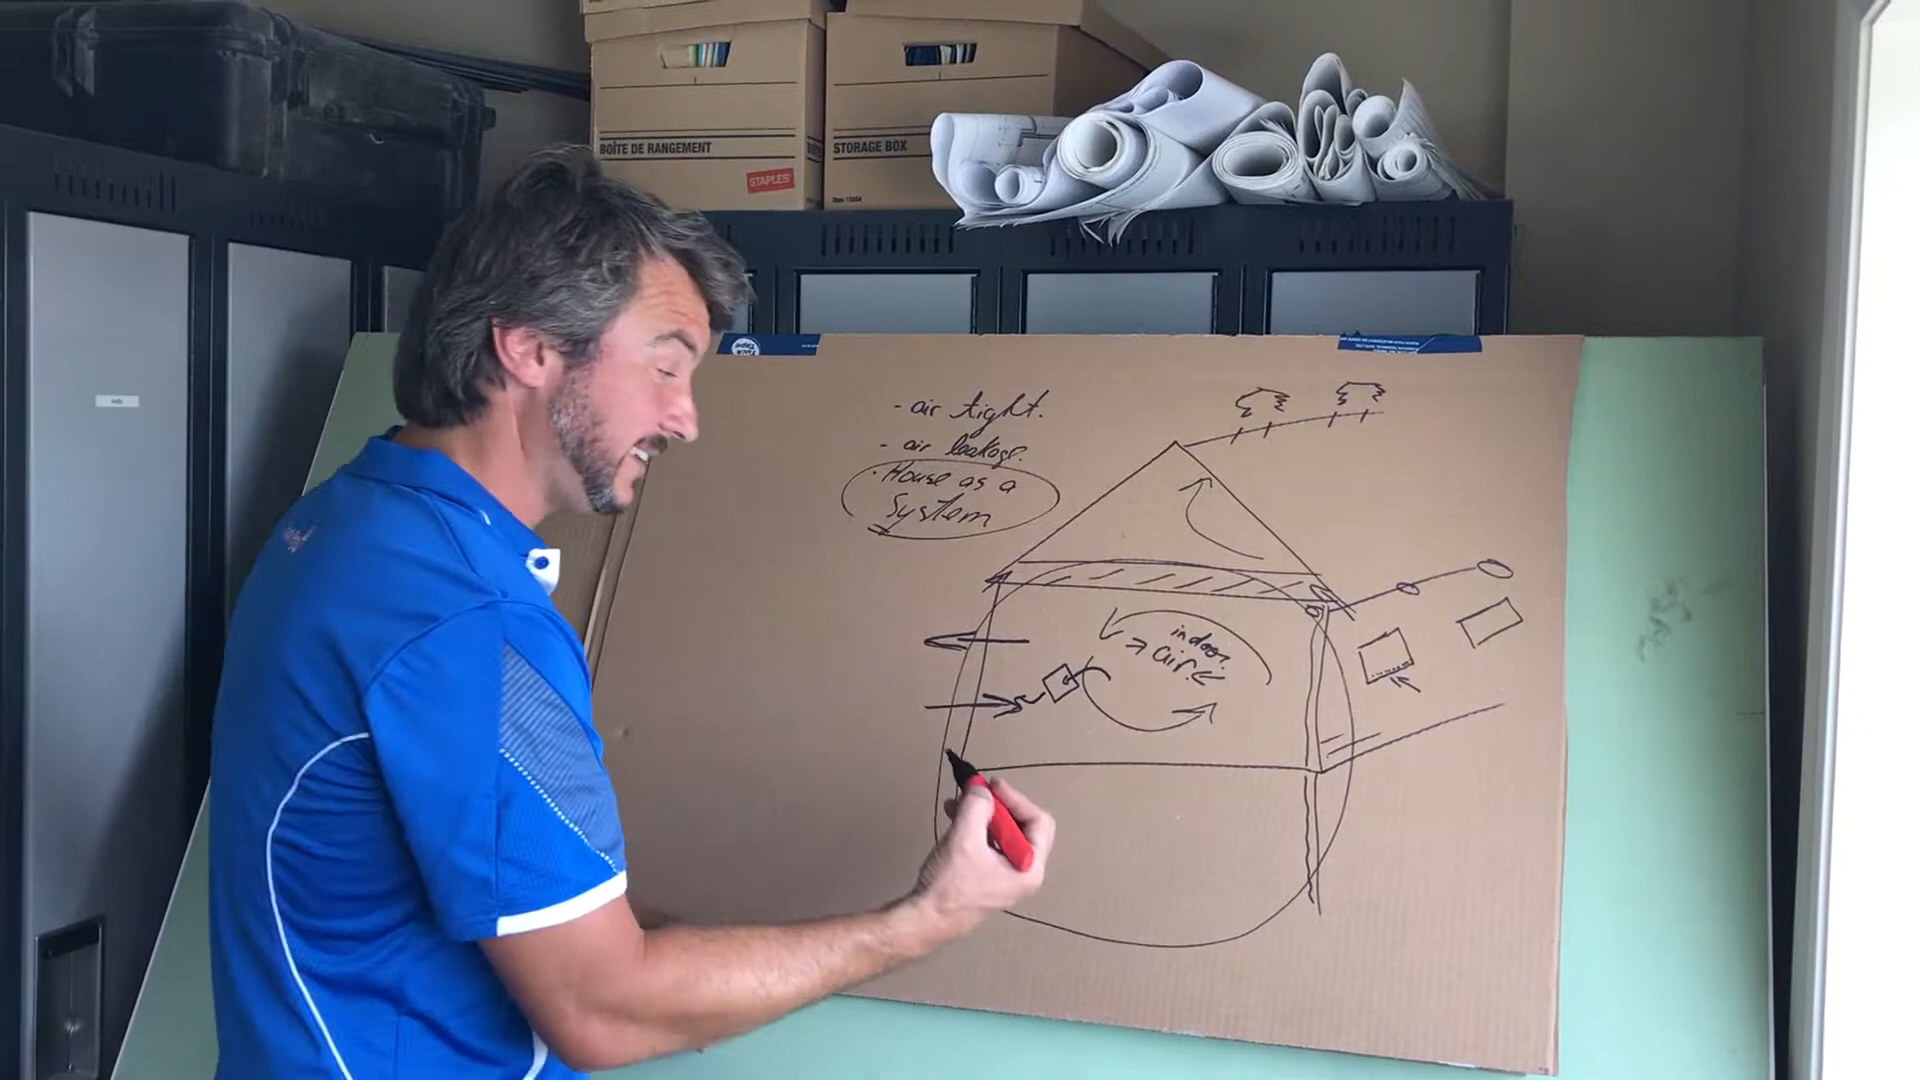 BOÎTE DE RANGEMENT
STAPLES
STORAGE BOX
- air tight.
- air leakage.
· House as a
System
indoor
air